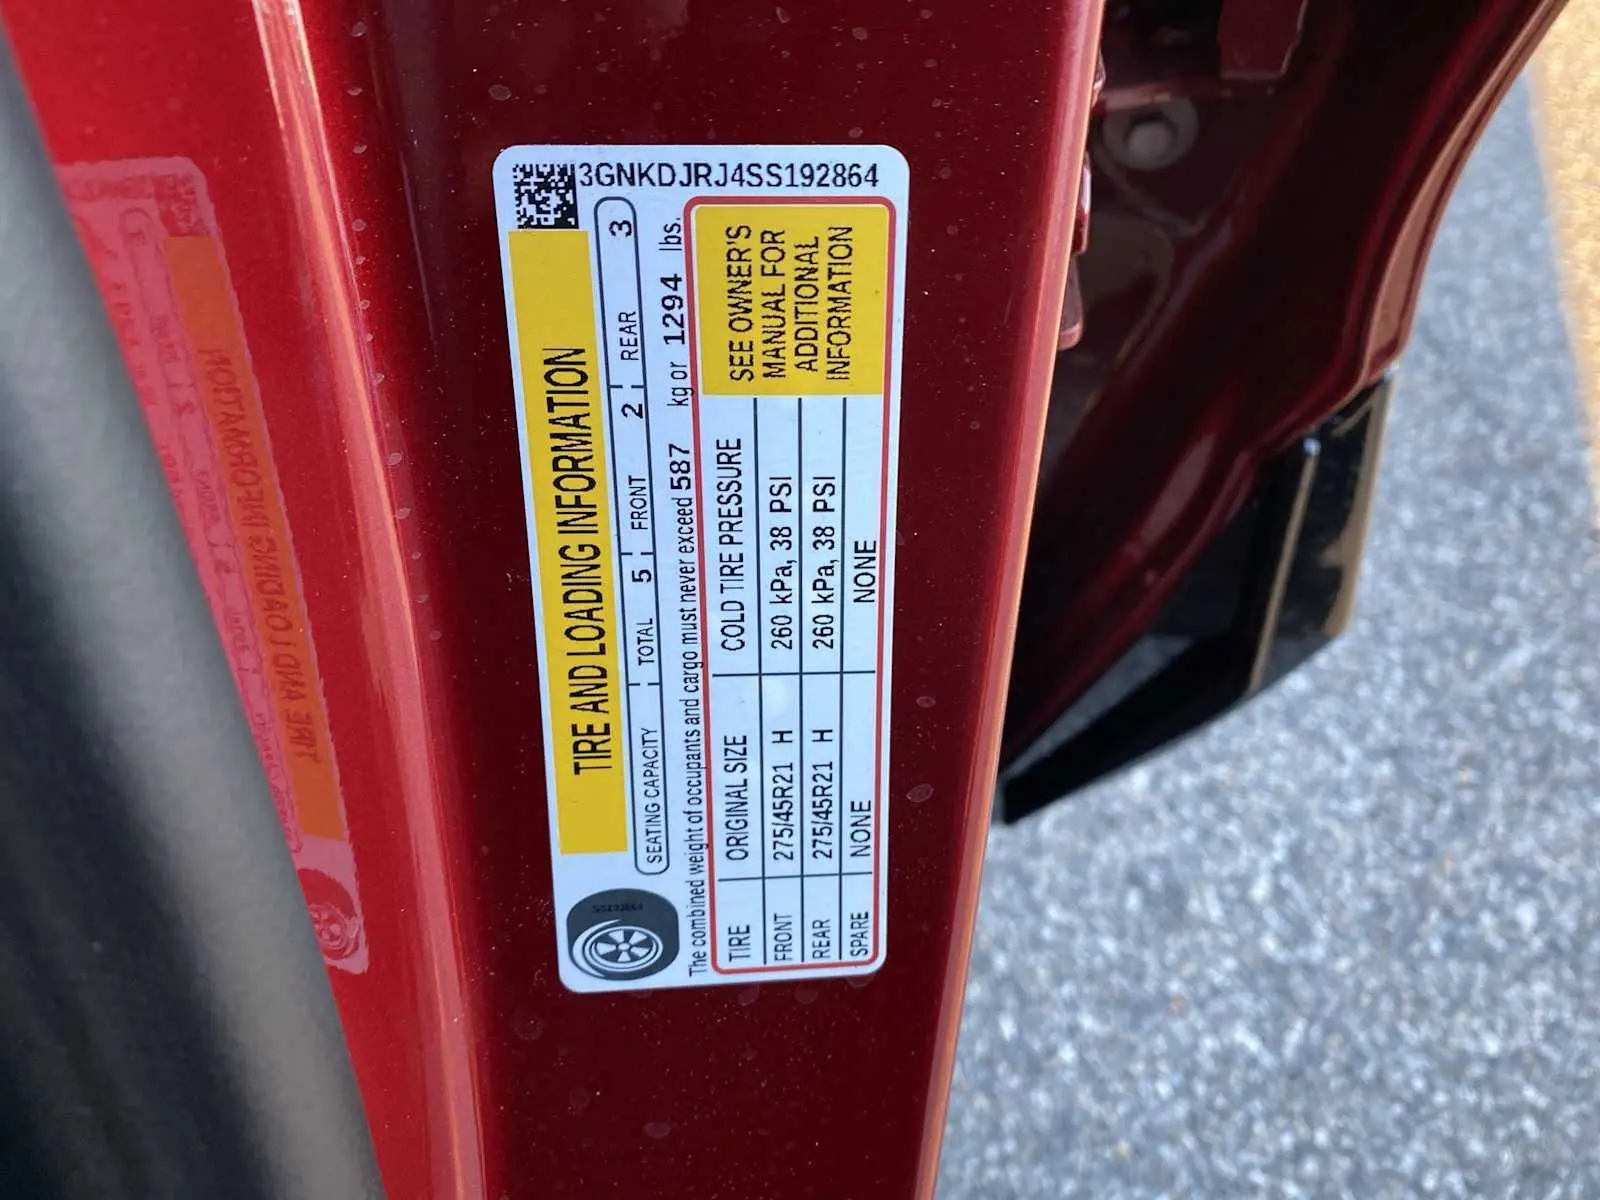 3GNKDJRJ4SS192864
TIRE AND LOADING INFORMATION
SEATING CAPACITY TOTAL 5 FRONT 2 REAR 3
The combined weight of occupants and cargo must never exceed 587 kg or 1294 lbs.
TIRE ORIGINAL SIZE COLD TIRE PRESSURE
FRONT 275/45R21 H 260 kPa, 38 PSI
REAR 275/45R21 H 260 kPa, 38 PSI
SPARE NONE NONE
SEE OWNER'S
MANUAL FOR
ADDITIONAL
INFORMATION